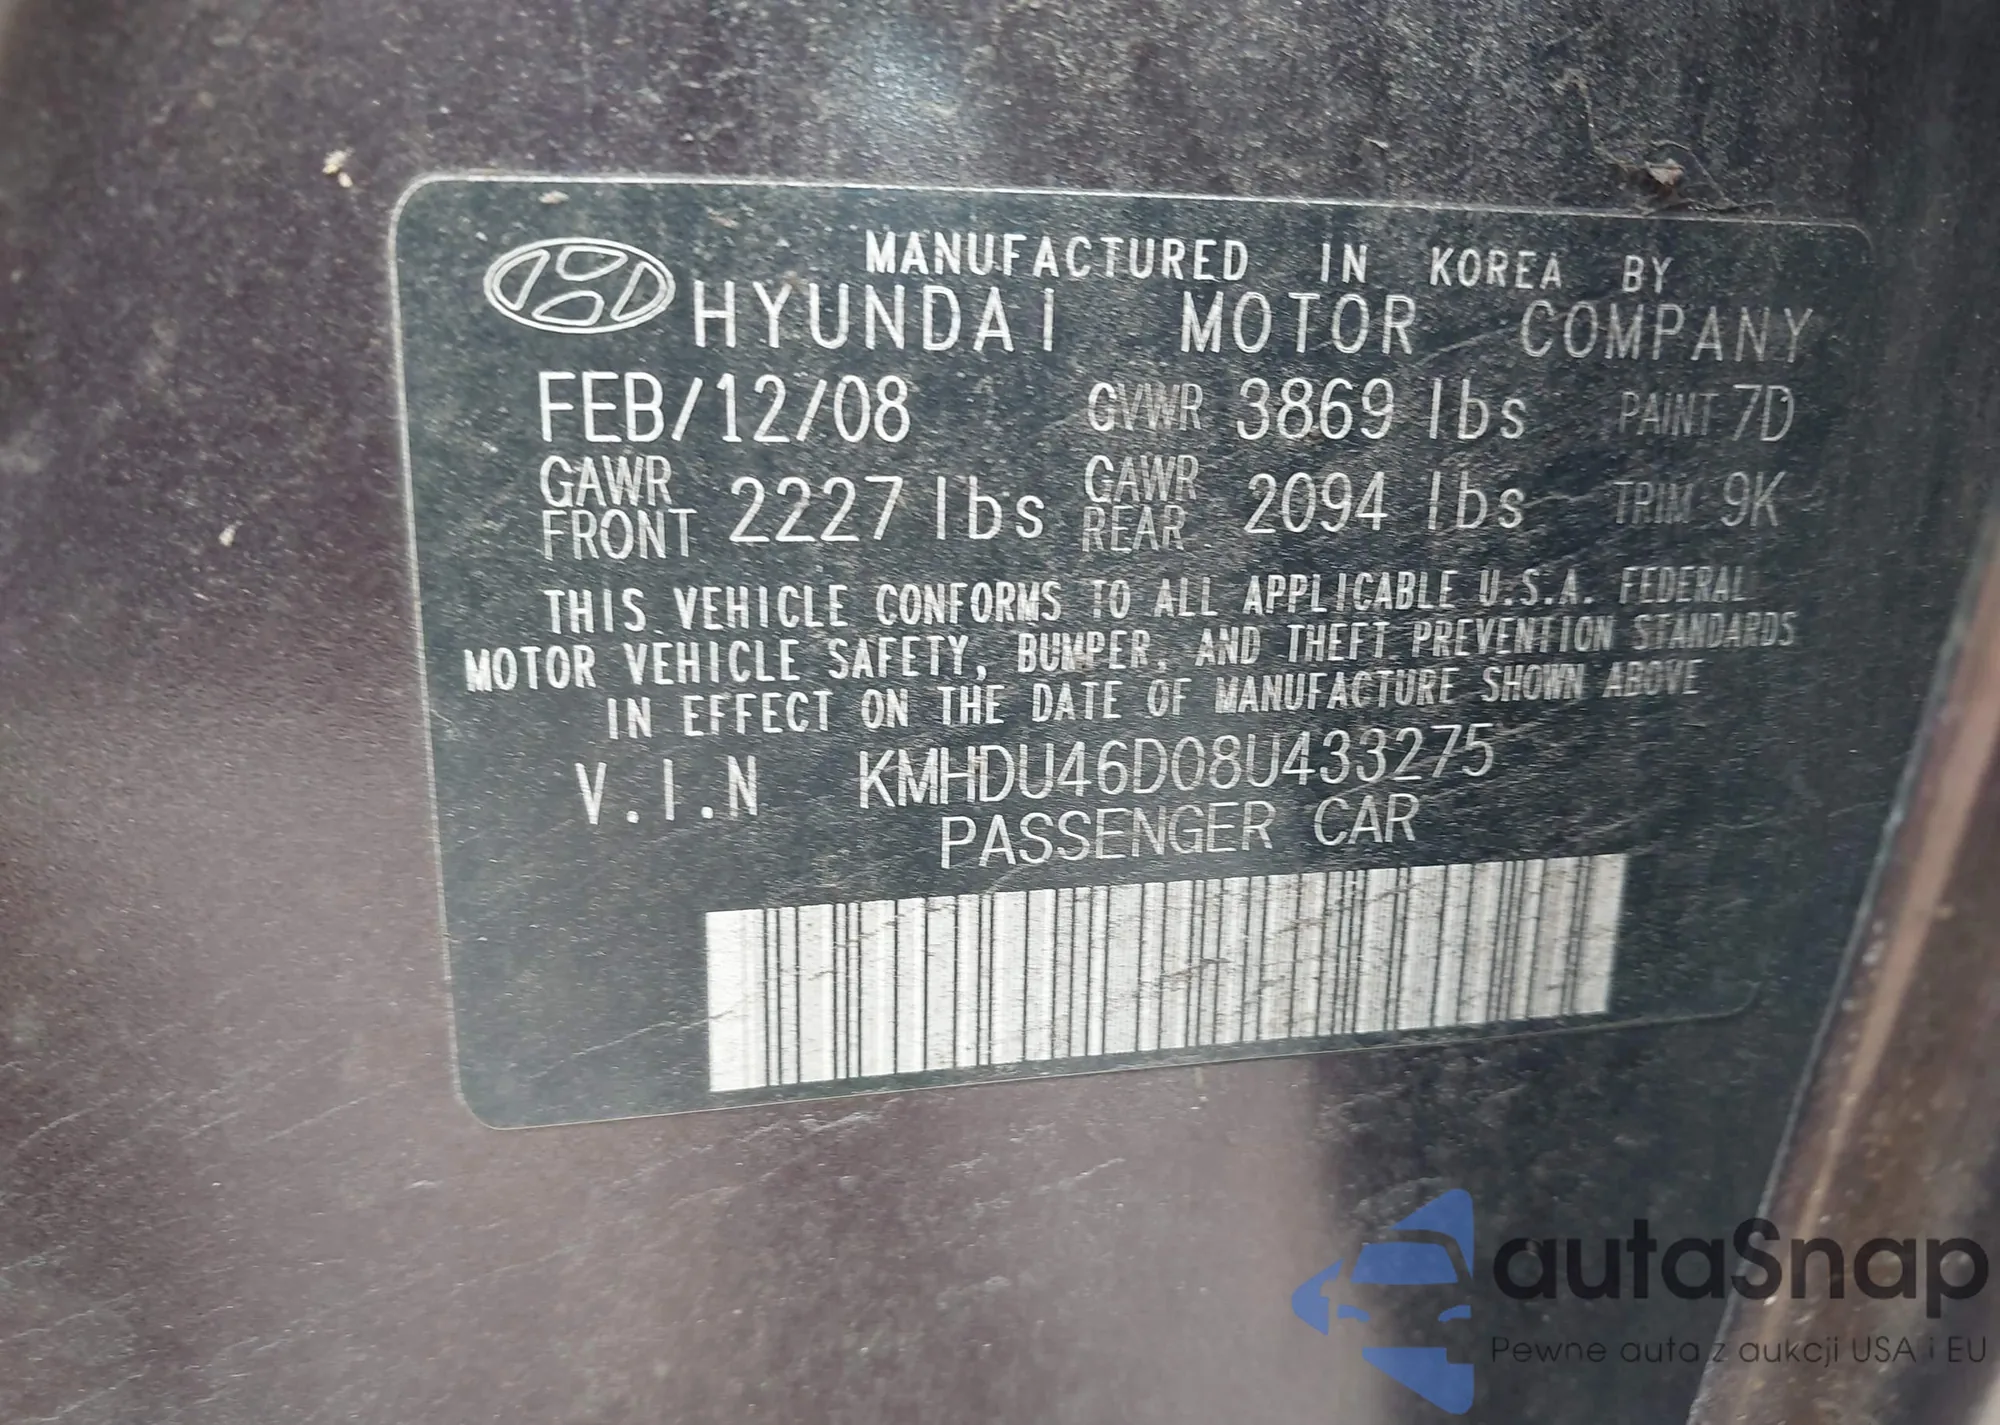 MANUFACTURED IN KOREA BY
HYUNDAI MOTOR COMPANY
FEB/12/08 GVWR 3869 lbs PAINT 7D
GAWR FRONT 2227 lbs GAWR REAR 2094 lbs TRIM 9K
THIS VEHICLE CONFORMS TO ALL APPLICABLE U.S.A. FEDERAL
MOTOR VEHICLE SAFETY, BUMPER, AND THEFT PREVENTION STANDARDS
IN EFFECT ON THE DATE OF MANUFACTURE SHOWN ABOVE
V.I.N KMHDU46D08U433275
PASSENGER CAR
autaSnap
Pewne auta z aukcji USA i EU